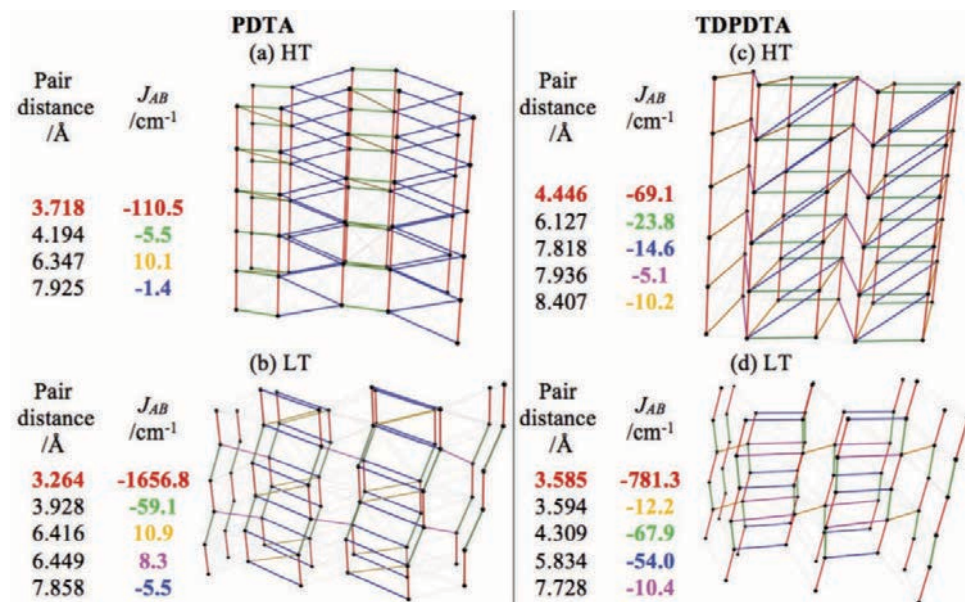 PDTA
(a) HT
Pair distance /Å JAB /cm-1
3.718 -110.5
4.194 -5.5
6.347 10.1
7.925 -1.4
(b) LT
Pair distance /Å JAB /cm-1
3.264 -1656.8
3.928 -59.1
6.416 10.9
6.449 8.3
7.858 -5.5
TDPDTA
(c) HT
Pair distance /Å JAB /cm-1
4.446 -69.1
6.127 -23.8
7.818 -14.6
7.936 -5.1
8.407 -10.2
(d) LT
Pair distance /Å JAB /cm-1
3.585 -781.3
3.594 -12.2
4.309 -67.9
5.834 -54.0
7.728 -10.4